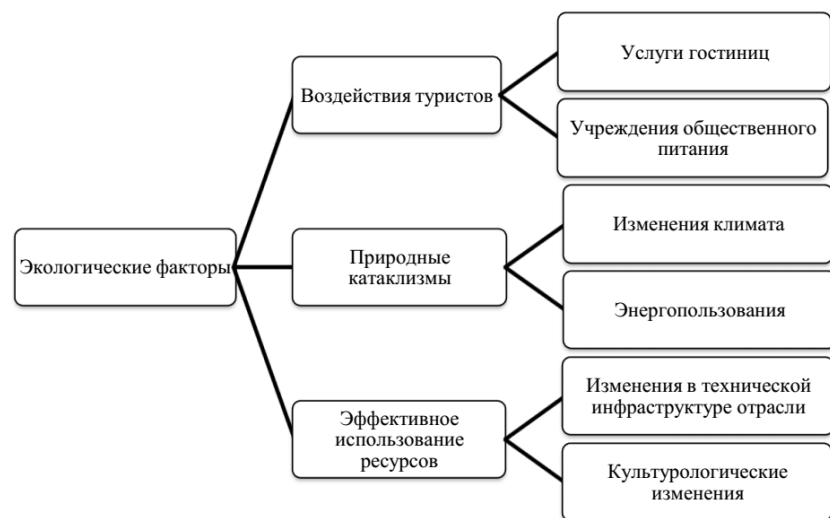 Экологические факторы
Воздействия туристов
Услуги гостиниц
Учреждения общественного
питания
Природные
катаклизмы
Изменения климата
Энергопользования
Эффективное
использование
ресурсов
Изменения в технической
инфраструктуре отрасли
Культурологические
изменения